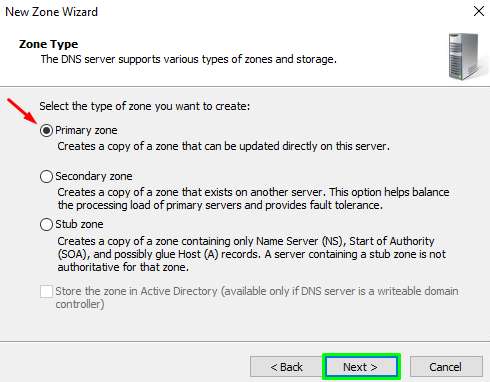 New Zone Wizard
Zone Type
The DNS server supports various types of zones and storage.
Select the type of zone you want to create:
Primary zone
Creates a copy of a zone that can be updated directly on this server.
Secondary zone
Creates a copy of a zone that exists on another server. This option helps balance
the processing load of primary servers and provides fault tolerance.
Stub zone
Creates a copy of a zone containing only Name Server (NS), Start of Authority
(SOA), and possibly glue Host (A) records. A server containing a stub zone is not
authoritative for that zone.
Store the zone in Active Directory (available only if DNS server is a writeable domain
controller)
< Back
Next >
Cancel